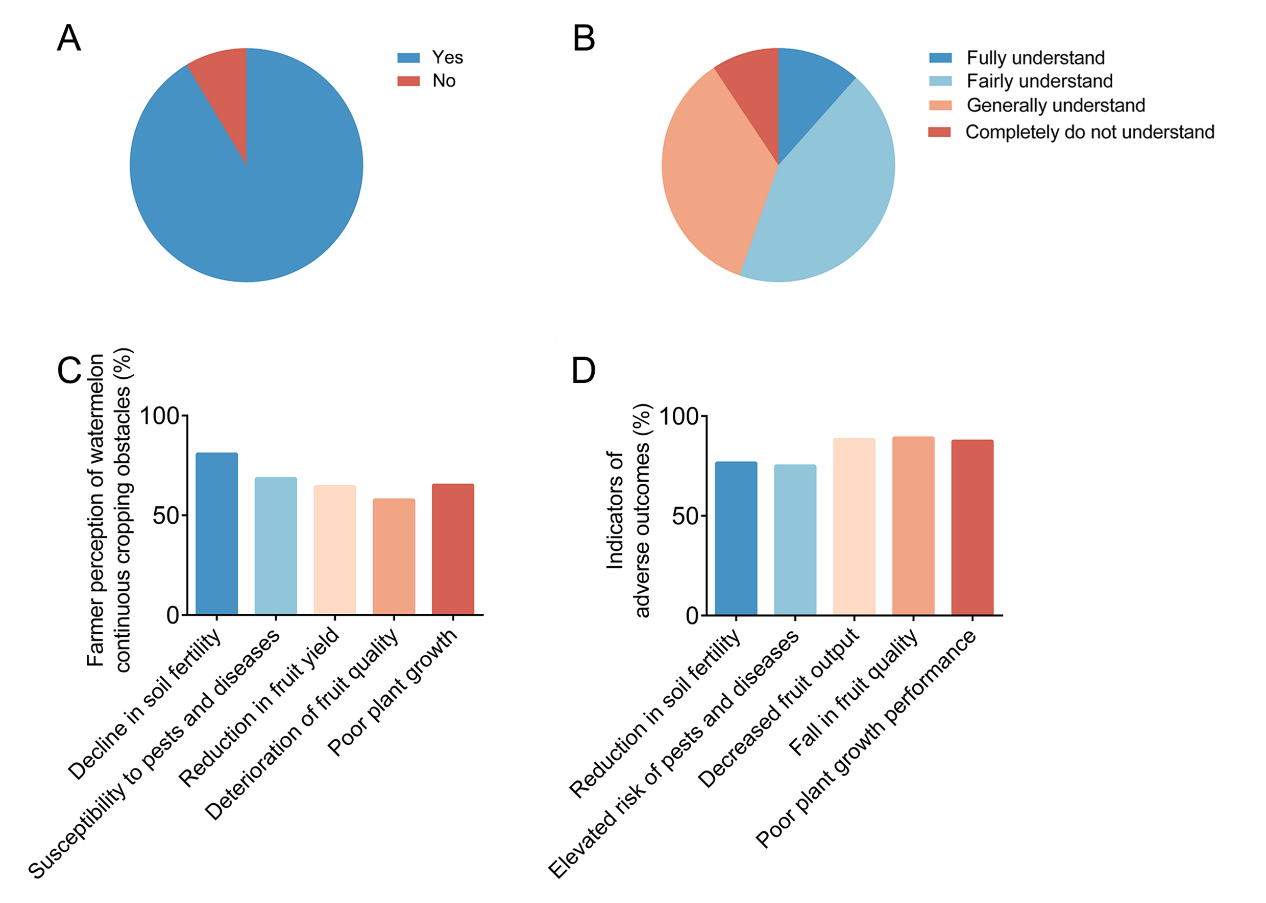 A
Yes
No
B
Fully understand
Fairly understand
Generally understand
Completely do not understand
C
Farmer perception of watermelon
continuous cropping obstacles (%)
100
50
0
Decline in soil fertility
Susceptibility to pests and diseases
Reduction in fruit yield
Deterioration of fruit quality
Poor plant growth
D
Indicators of
adverse outcomes (%)
100
50
0
Reduction in soil fertility
Elevated risk of pests and diseases
Decreased fruit output
Fall in fruit quality
Poor plant growth performance